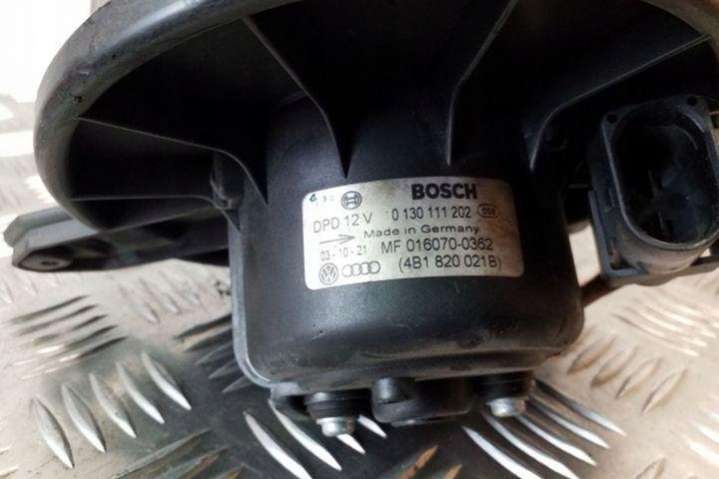 BOSCH
DPD 12 V 0 130 111 202
Made in Germany
03-10-21 MF 016070-0362
(4B1 820 021B)